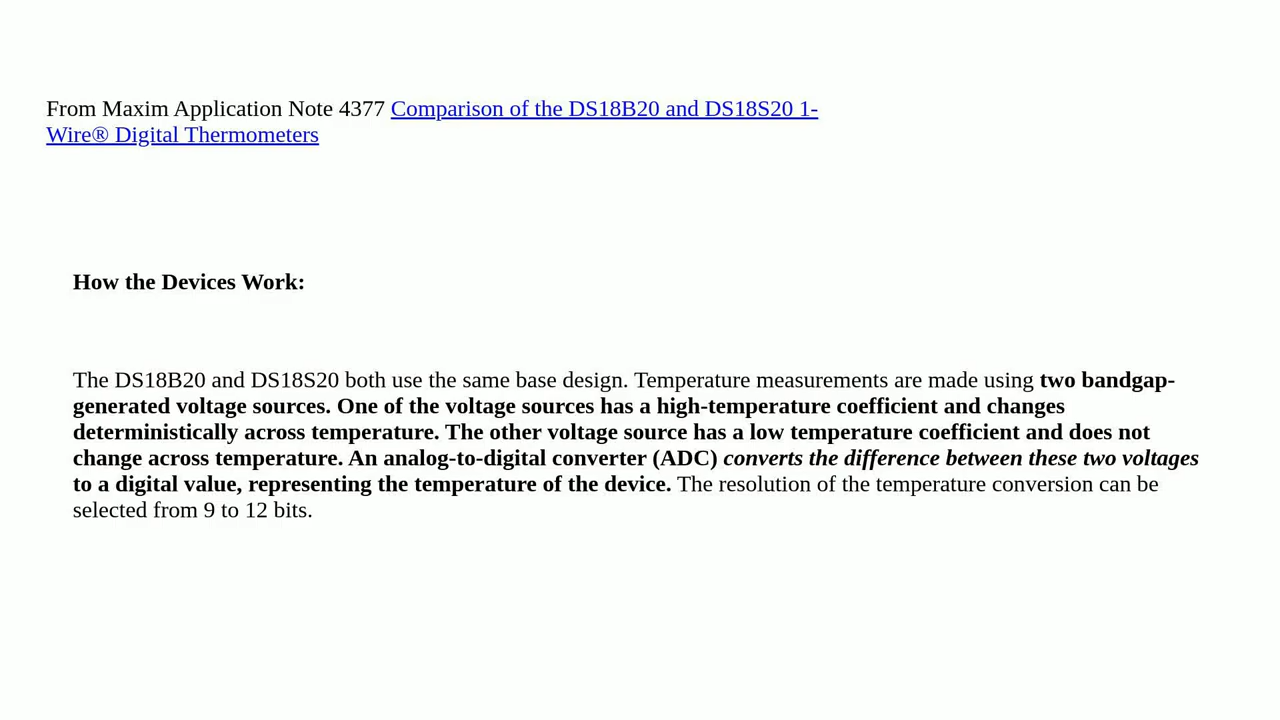 From Maxim Application Note 4377 Comparison of the DS18B20 and DS18S20 1-
Wire® Digital Thermometers
How the Devices Work:
The DS18B20 and DS18S20 both use the same base design. Temperature measurements are made using two bandgap-
generated voltage sources. One of the voltage sources has a high-temperature coefficient and changes
deterministically across temperature. The other voltage source has a low temperature coefficient and does not
change across temperature. An analog-to-digital converter (ADC) converts the difference between these two voltages
to a digital value, representing the temperature of the device. The resolution of the temperature conversion can be
selected from 9 to 12 bits.